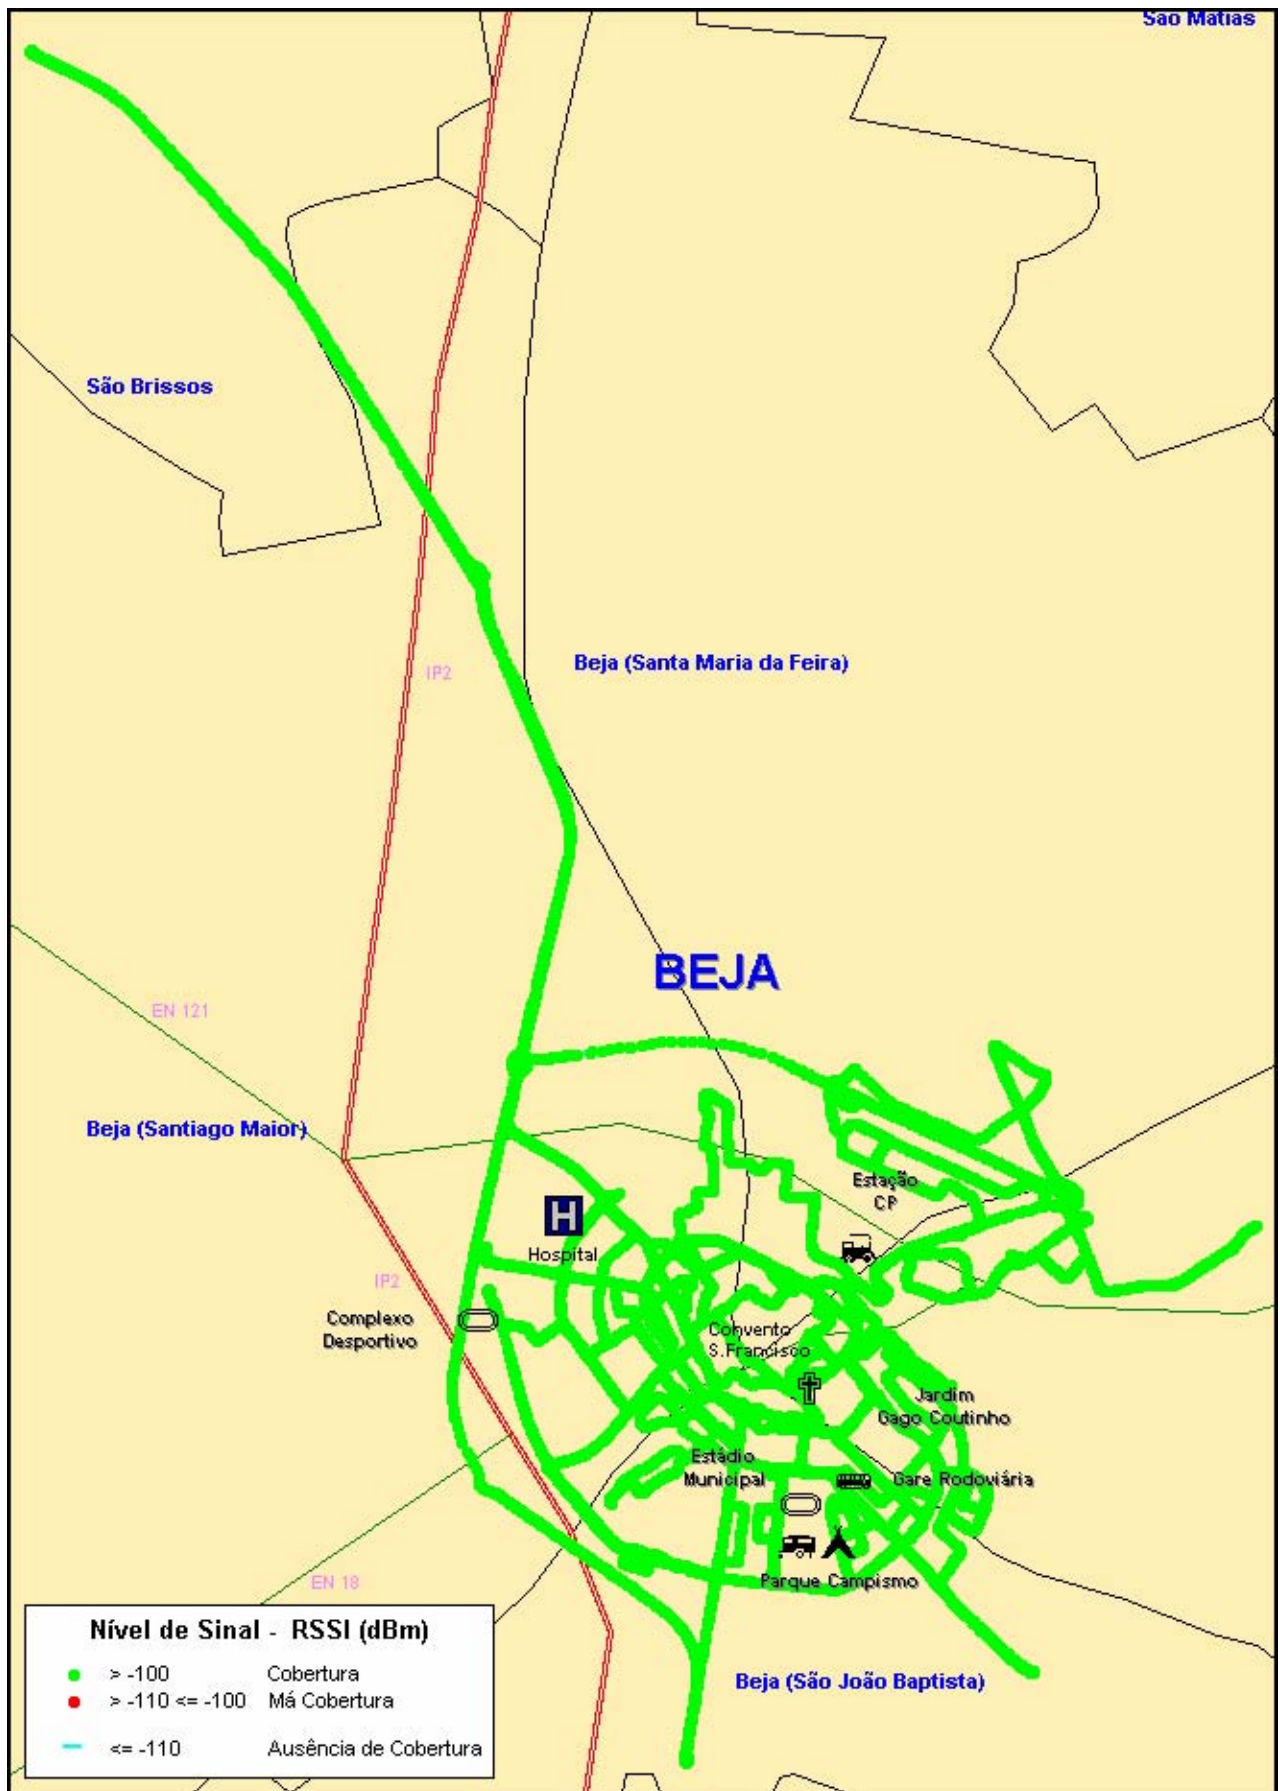 São Matias
São Brissos
Beja (Santa Maria da Feira)
IP2
BEJA
EN 121
Beja (Santiago Maior)
Estação
CP
H
Hospital
IP2
Complexo
Desportivo
Convento
S.Francisco
Jardim
Gago Coutinho
Estádio
Municipal
Gare Rodoviária
EN 18
Parque Campismo
Nível de Sinal - RSSI (dBm)
> -100 Cobertura
> -110 <= -100 Má Cobertura
<= -110 Ausência de Cobertura
Beja (São João Baptista)